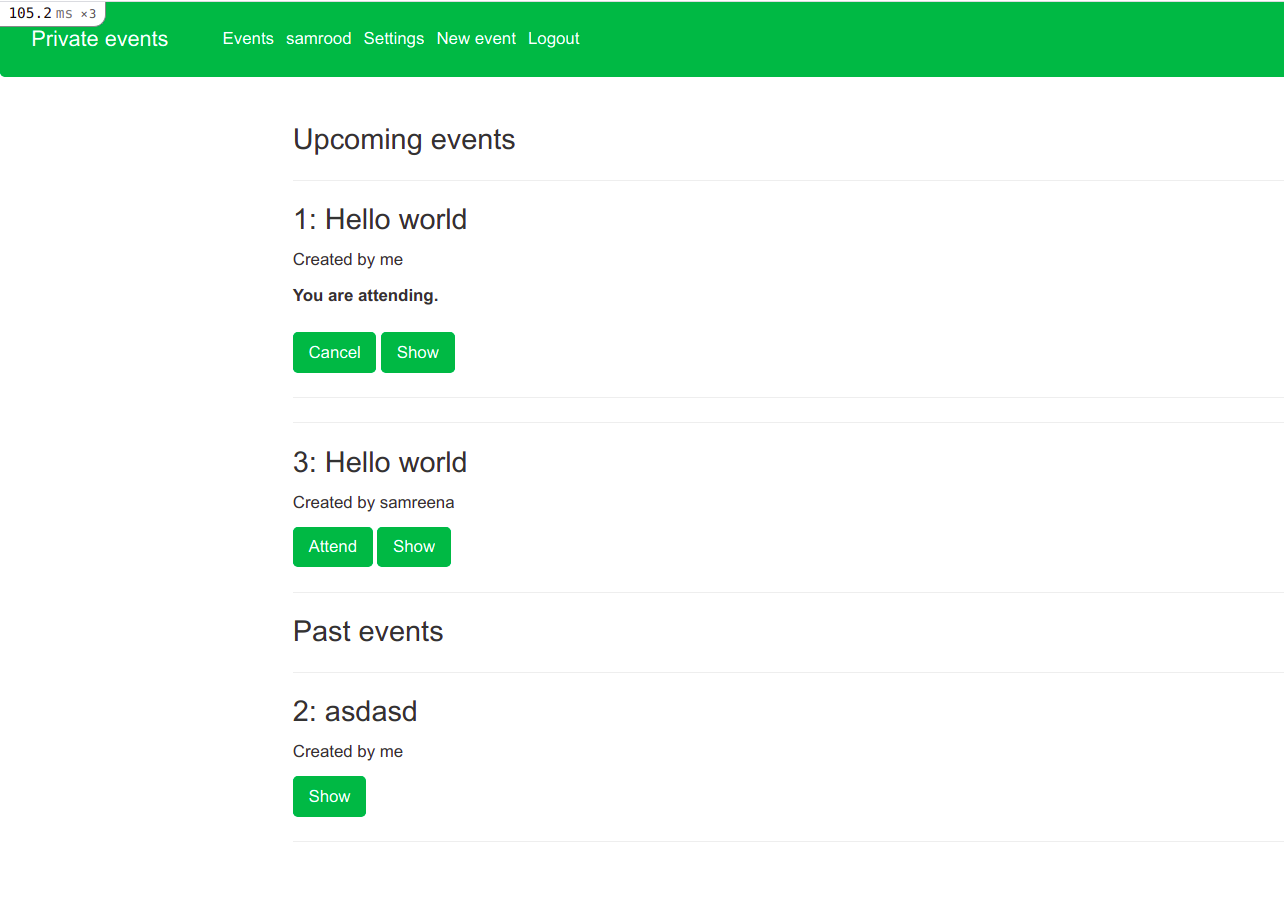 105.2 ms ×3
Private events Events samrood Settings New event Logout
Upcoming events
1: Hello world
Created by me
You are attending.
Cancel Show
3: Hello world
Created by samreena
Attend Show
Past events
2: asdasd
Created by me
Show